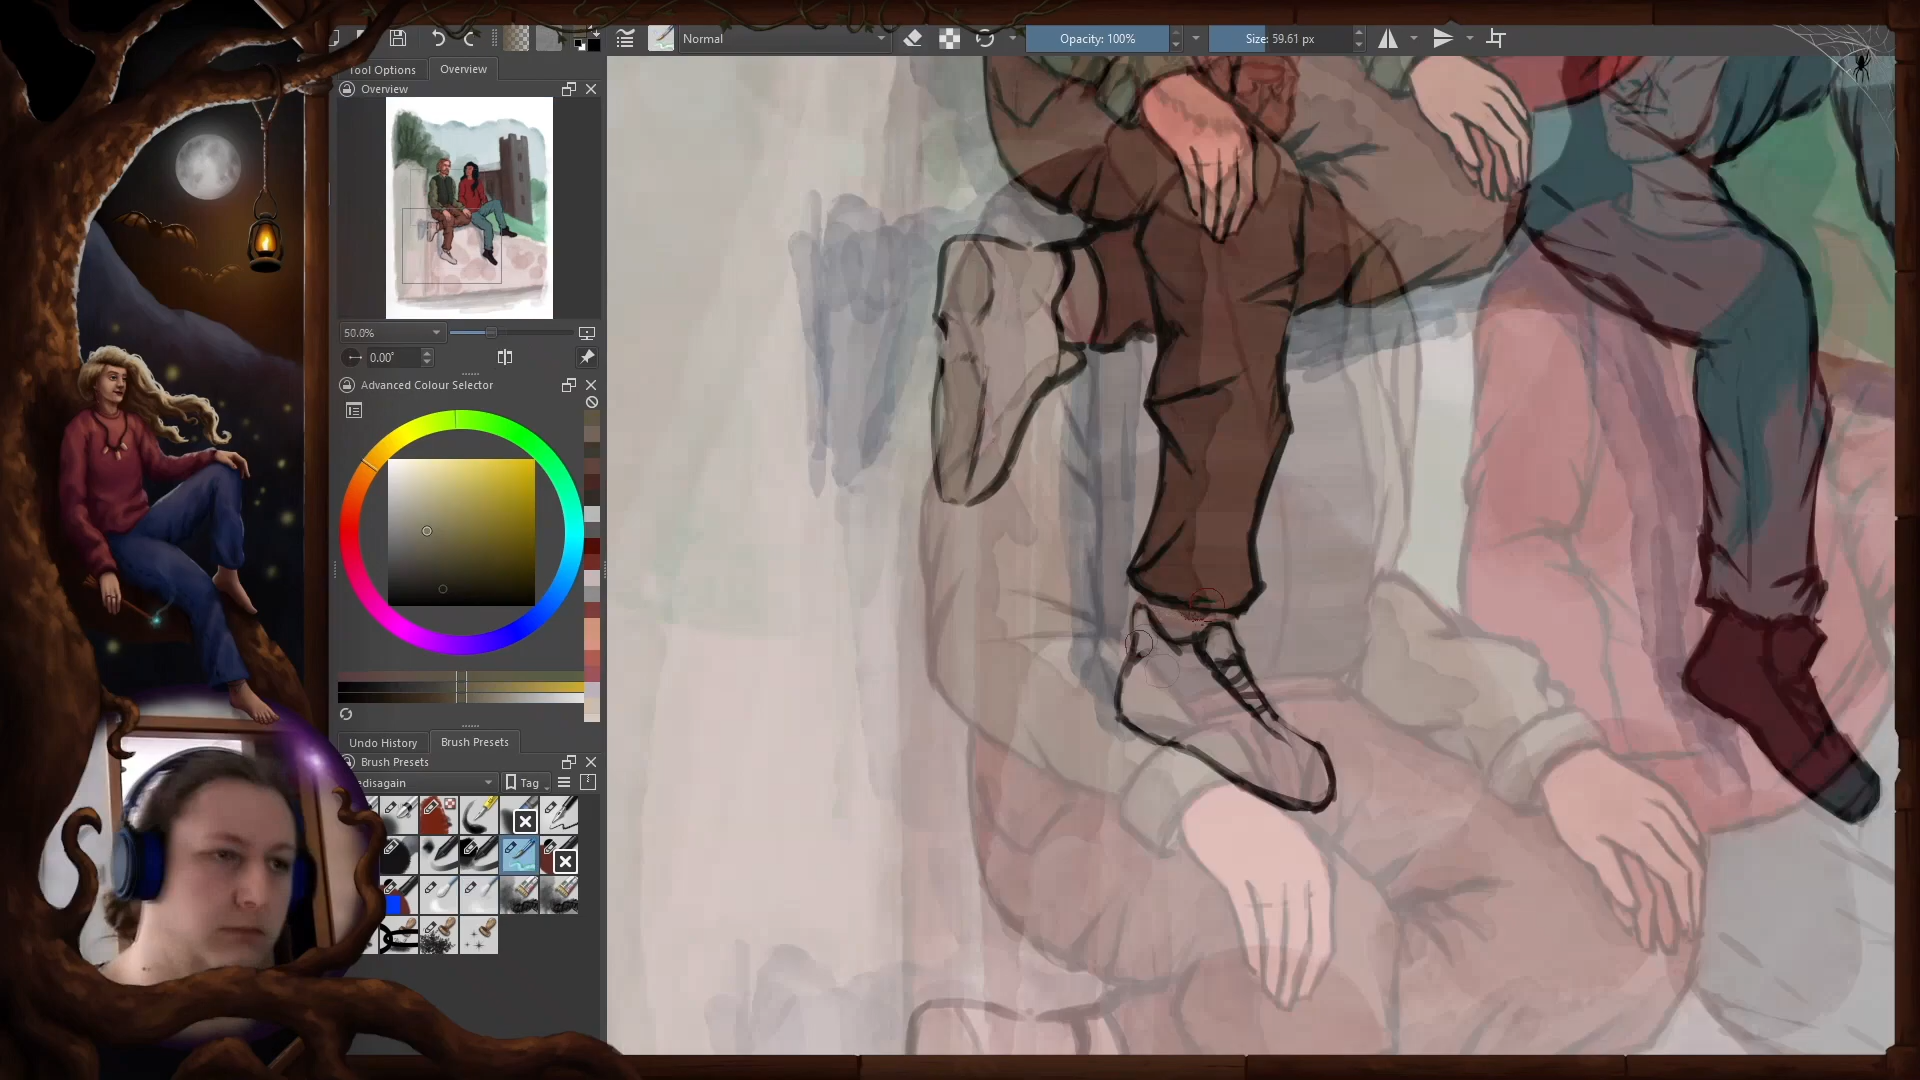 Normal
Opacity: 100%
Size: 59.61 px
Tool Options
Overview
Overview
50.0%
0.00°
Advanced Colour Selector
Undo History
Brush Presets
Brush Presets
edisagain
Tag